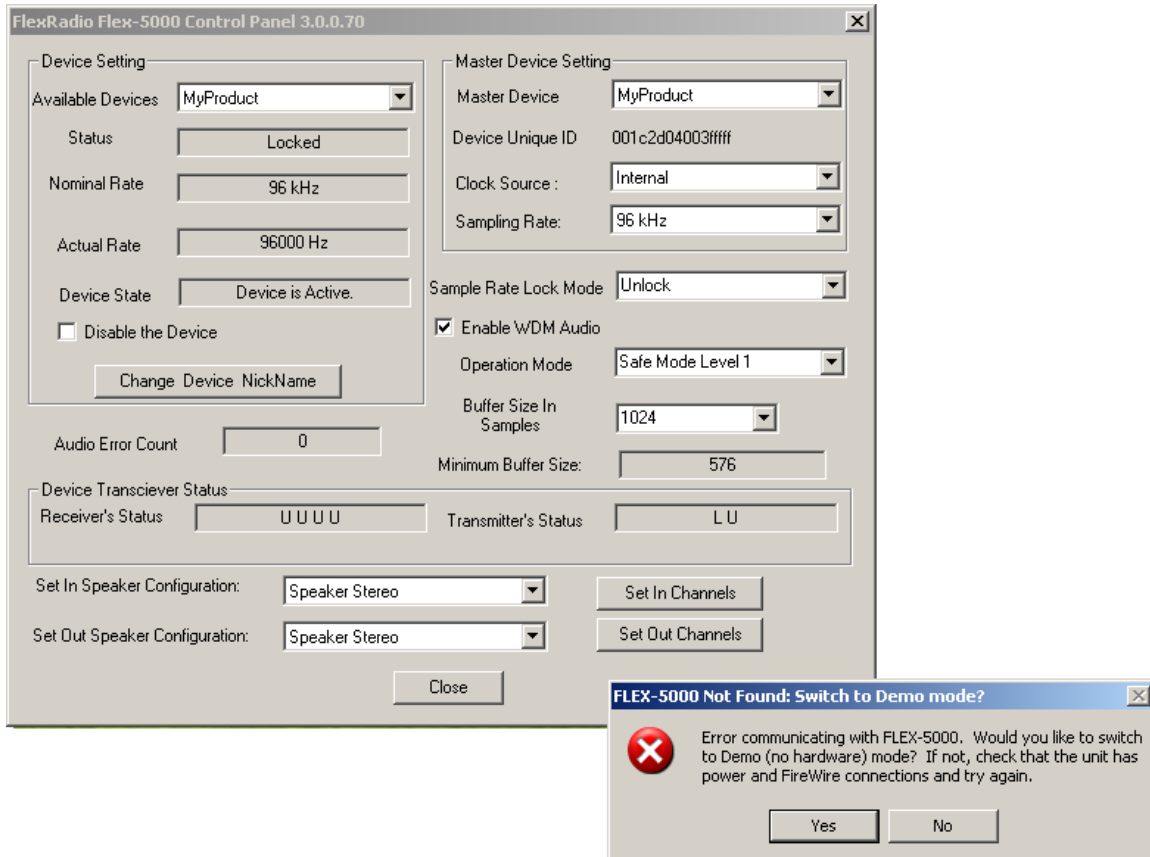 FlexRadio Flex-5000 Control Panel 3.0.0.70
Device Setting
Available Devices MyProduct
Status Locked
Nominal Rate 96 kHz
Actual Rate 96000 Hz
Device State Device is Active.
Disable the Device
Change Device NickName
Audio Error Count 0
Master Device Setting
Master Device MyProduct
Device Unique ID 001c2d04003fffff
Clock Source : Internal
Sampling Rate: 96 kHz
Sample Rate Lock Mode Unlock
Enable WDM Audio
Operation Mode Safe Mode Level 1
Buffer Size In
Samples 1024
Minimum Buffer Size: 576
Device Transciever Status
Receiver's Status U U U U Transmitter's Status L U
Set In Speaker Configuration: Speaker Stereo Set In Channels
Set Out Speaker Configuration: Speaker Stereo Set Out Channels
Close
FLEX-5000 Not Found: Switch to Demo mode?
Error communicating with FLEX-5000. Would you like to switch
to Demo (no hardware) mode? If not, check that the unit has
power and FireWire connections and try again.
Yes No